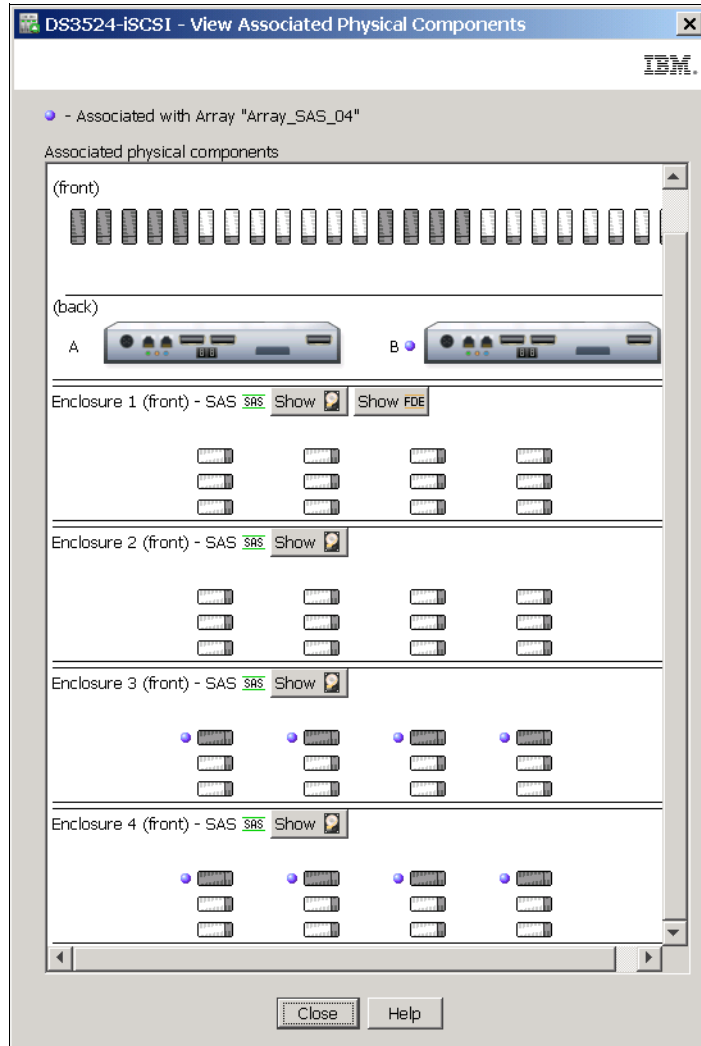 DS3524-iSCSI - View Associated Physical Components
IBM.
- Associated with Array "Array_SAS_04"
Associated physical components
(front)
(back)
A
B
Enclosure 1 (front) - SAS SAS Show Show FDE
Enclosure 2 (front) - SAS SAS Show
Enclosure 3 (front) - SAS SAS Show
Enclosure 4 (front) - SAS SAS Show
Close Help